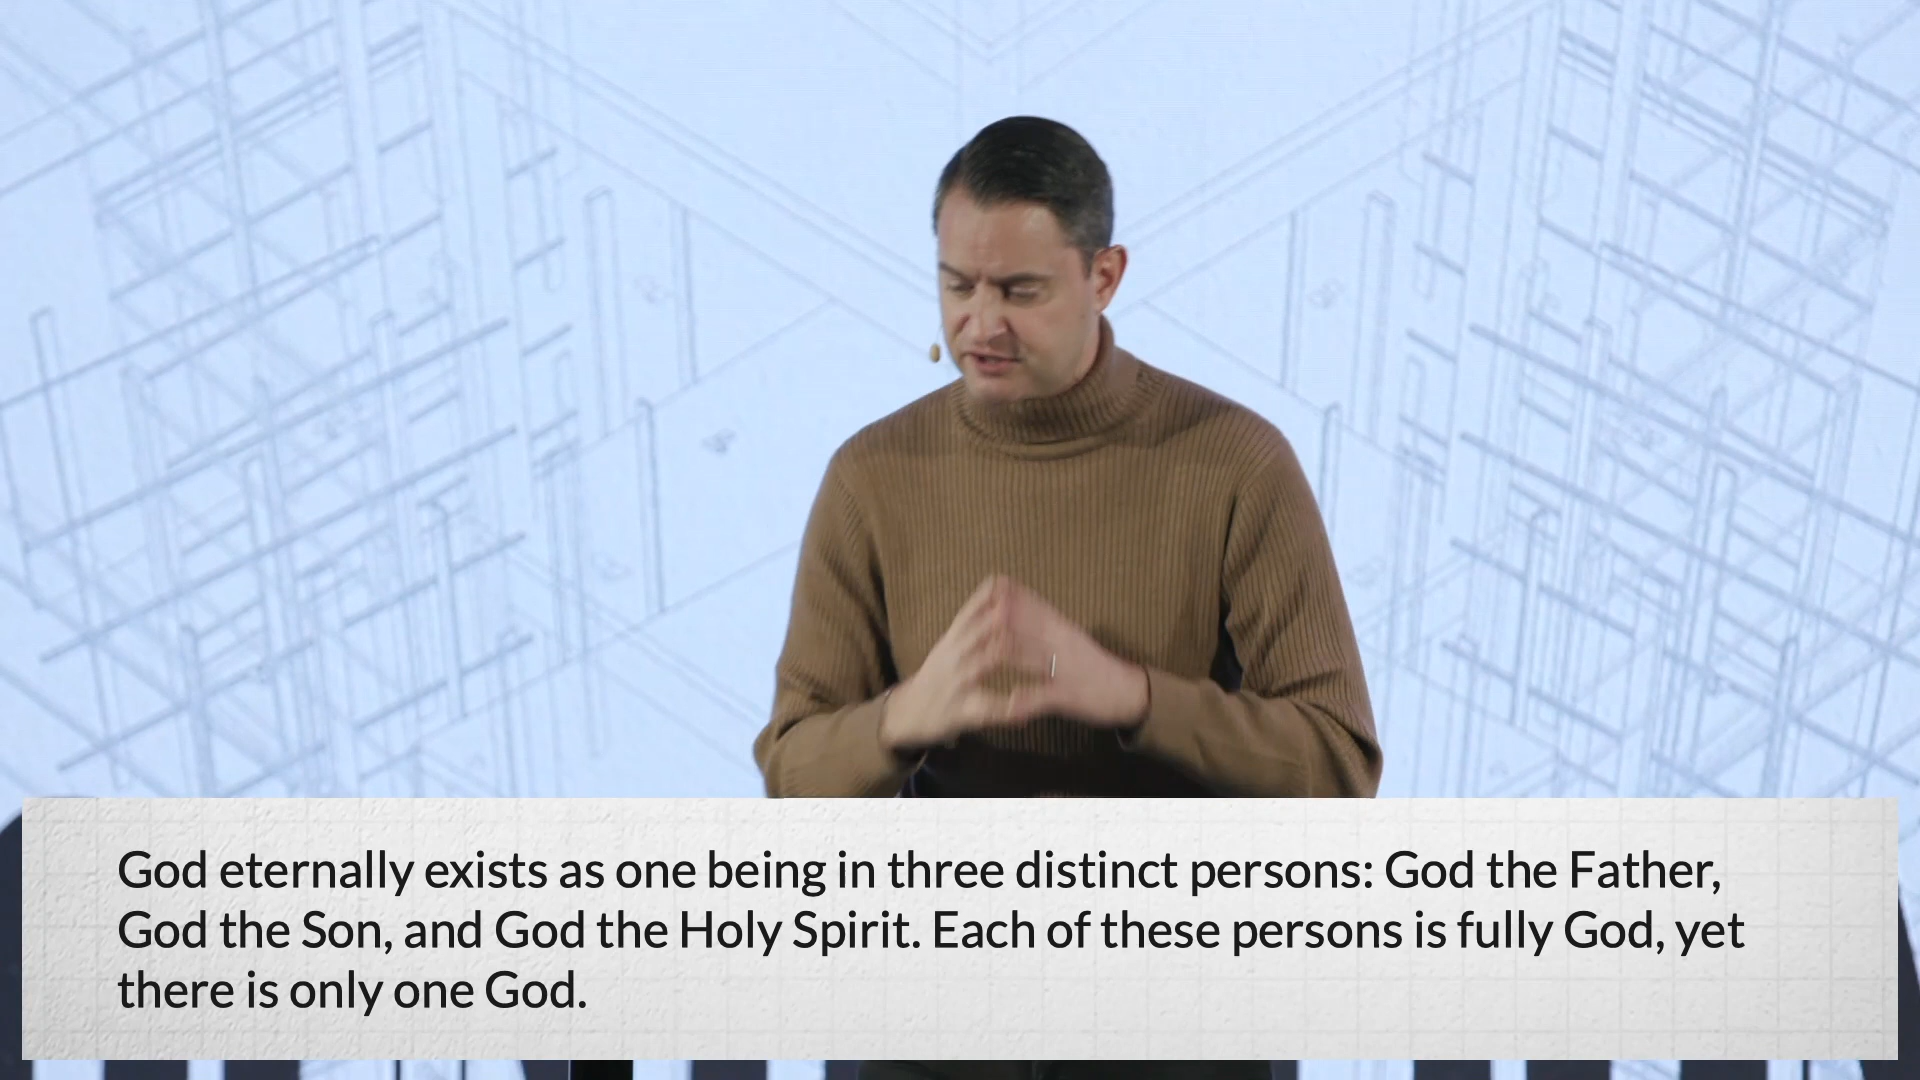 God eternally exists as one being in three distinct persons: God the Father,
God the Son, and God the Holy Spirit. Each of these persons is fully God, yet
there is only one God.